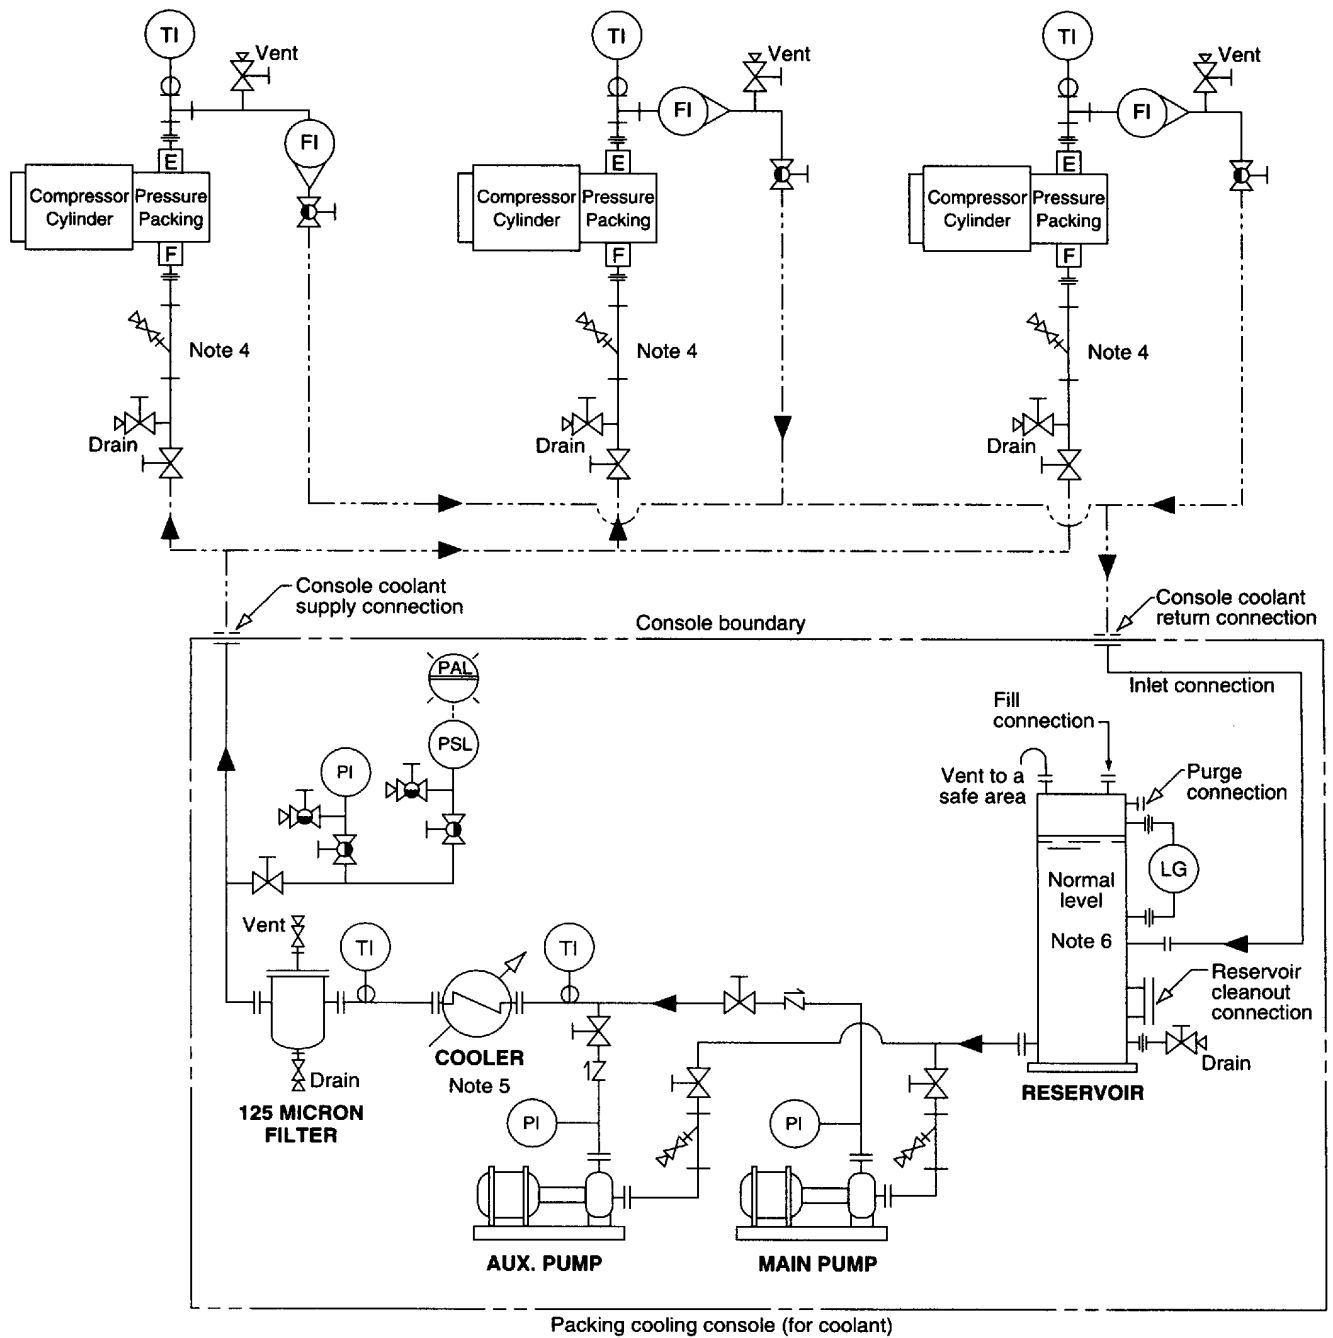 TI
Vent
FI
E
Compressor
Cylinder
Pressure
Packing
F
Note 4
Drain
TI
Vent
FI
E
Compressor
Cylinder
Pressure
Packing
F
Note 4
Drain
TI
Vent
FI
E
Compressor
Cylinder
Pressure
Packing
F
Note 4
Drain
Console coolant
supply connection
Console boundary
Console coolant
return connection
Inlet connection
PAL
PSL
PI
Fill
connection
Vent to a
safe area
Purge
connection
LG
Normal
level
Note 6
Reservoir
cleanout
connection
Drain
RESERVOIR
Vent
TI
TI
Drain
125 MICRON
FILTER
COOLER
Note 5
PI
PI
AUX. PUMP
MAIN PUMP
Packing cooling console (for coolant)